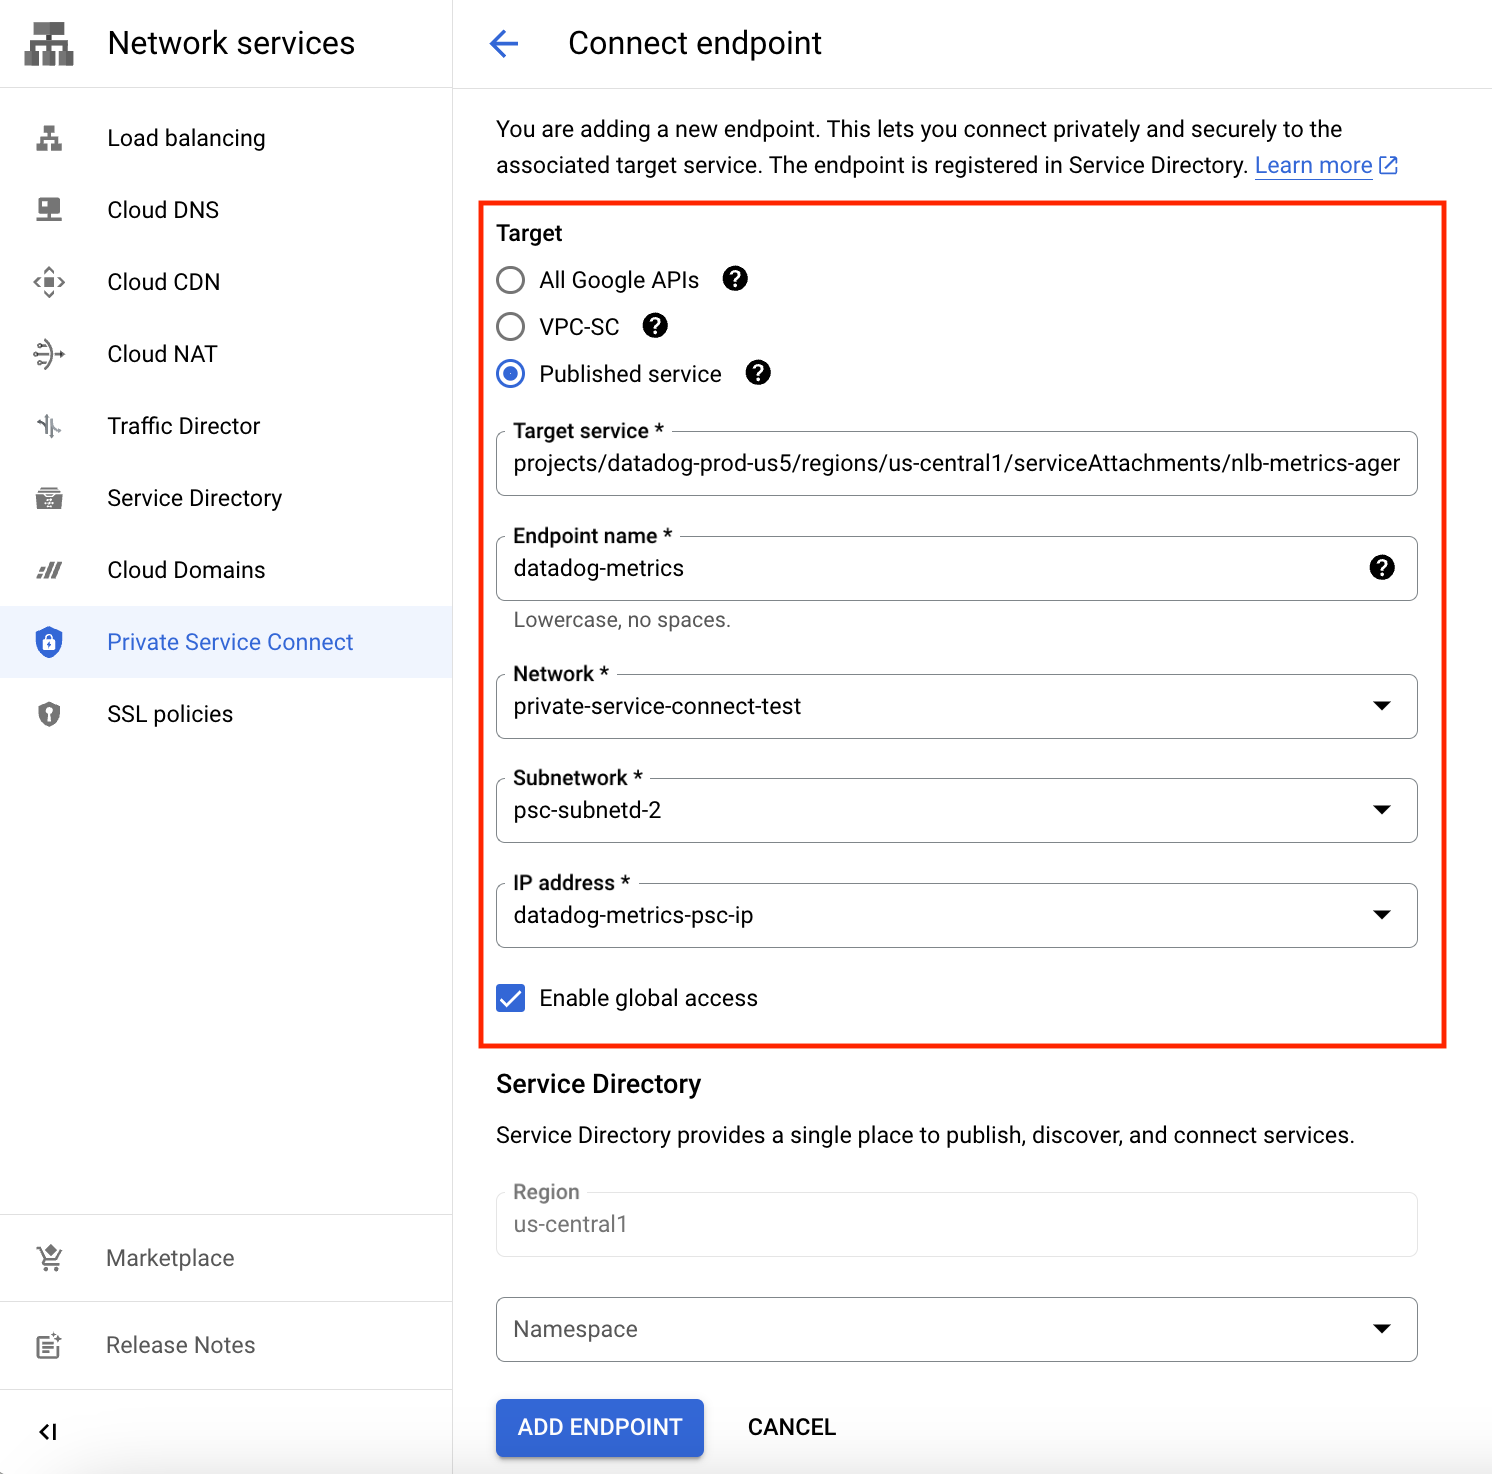 Network services
Load balancing
Cloud DNS
Cloud CDN
Cloud NAT
Traffic Director
Service Directory
Cloud Domains
Private Service Connect
SSL policies
Marketplace
Release Notes
Connect endpoint
You are adding a new endpoint. This lets you connect privately and securely to the
associated target service. The endpoint is registered in Service Directory. Learn more
Target
All Google APIs
VPC-SC
Published service
Target service *
projects/datadog-prod-us5/regions/us-central1/serviceAttachments/nlb-metrics-ager
Endpoint name *
datadog-metrics
Lowercase, no spaces.
Network *
private-service-connect-test
Subnetwork *
psc-subnetd-2
IP address *
datadog-metrics-psc-ip
Enable global access
Service Directory
Service Directory provides a single place to publish, discover, and connect services.
Region
us-central1
Namespace
ADD ENDPOINT
CANCEL